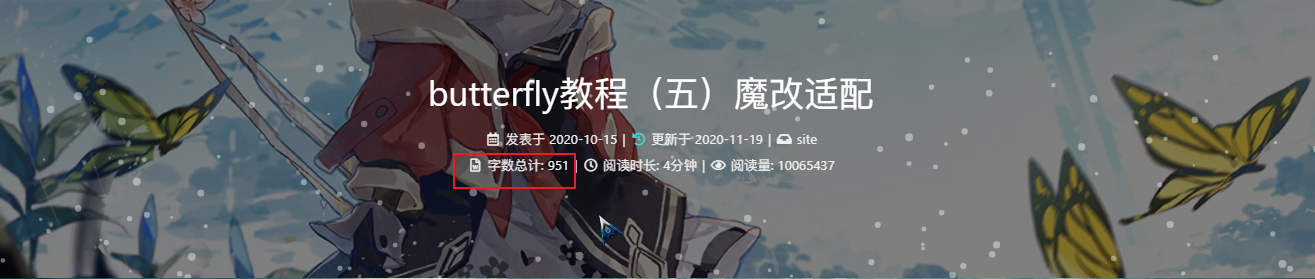 butterfly教程（五）魔改适配
发表于 2020-10-15 | 更新于 2020-11-19 | site
字数总计: 951 | 阅读时长: 4分钟 | 阅读量: 10065437